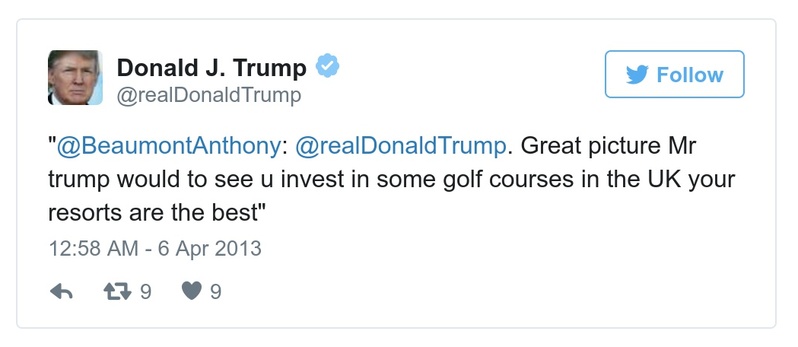 Donald J. Trump
@realDonaldTrump
Follow
"@BeaumontAnthony: @realDonaldTrump. Great picture Mr
trump would to see u invest in some golf courses in the UK your
resorts are the best"
12:58 AM - 6 Apr 2013
9 9